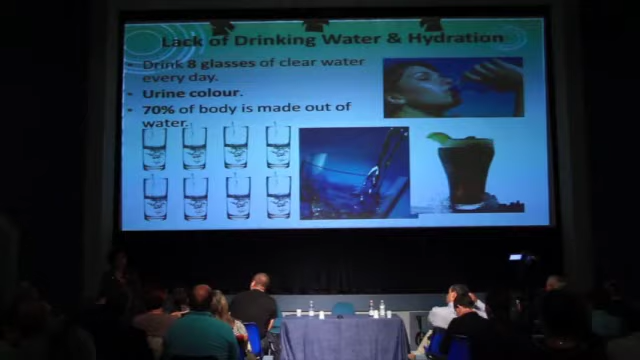 Lack of Drinking Water & Hydration
• Drink 8 glasses of clear water
every day.
• Urine colour.
• 70% of body is made out of
water.